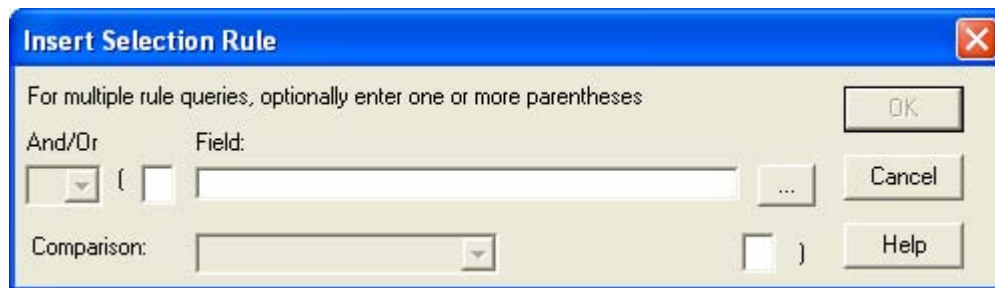 Insert Selection Rule
For multiple rule queries, optionally enter one or more parentheses
OK
And/Or Field:
( ...
Cancel
Comparison: )
Help